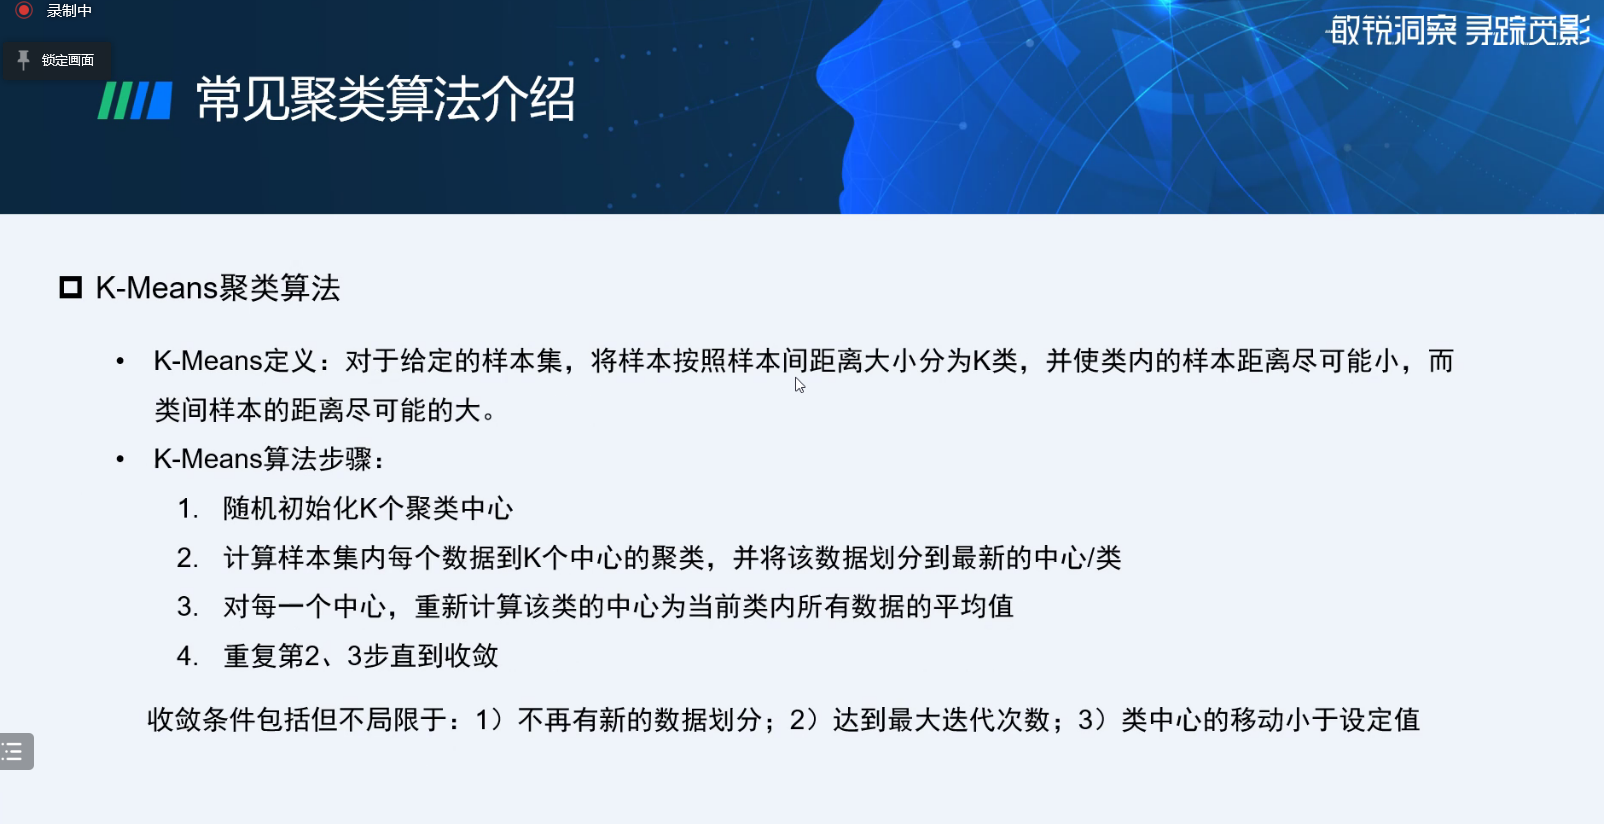 录制中
敏锐洞察 寻踪觅影
锁定画面
常见聚类算法介绍
K-Means聚类算法
• K-Means定义：对于给定的样本集，将样本按照样本间距离大小分为K类，并使类内的样本距离尽可能小，而
类间样本的距离尽可能的大。
• K-Means算法步骤：
1. 随机初始化K个聚类中心
2. 计算样本集内每个数据到K个中心的聚类，并将该数据划分到最新的中心/类
3. 对每一个中心，重新计算该类的中心为当前类内所有数据的平均值
4. 重复第2、3步直到收敛
收敛条件包括但不局限于：1）不再有新的数据划分；2）达到最大迭代次数；3）类中心的移动小于设定值